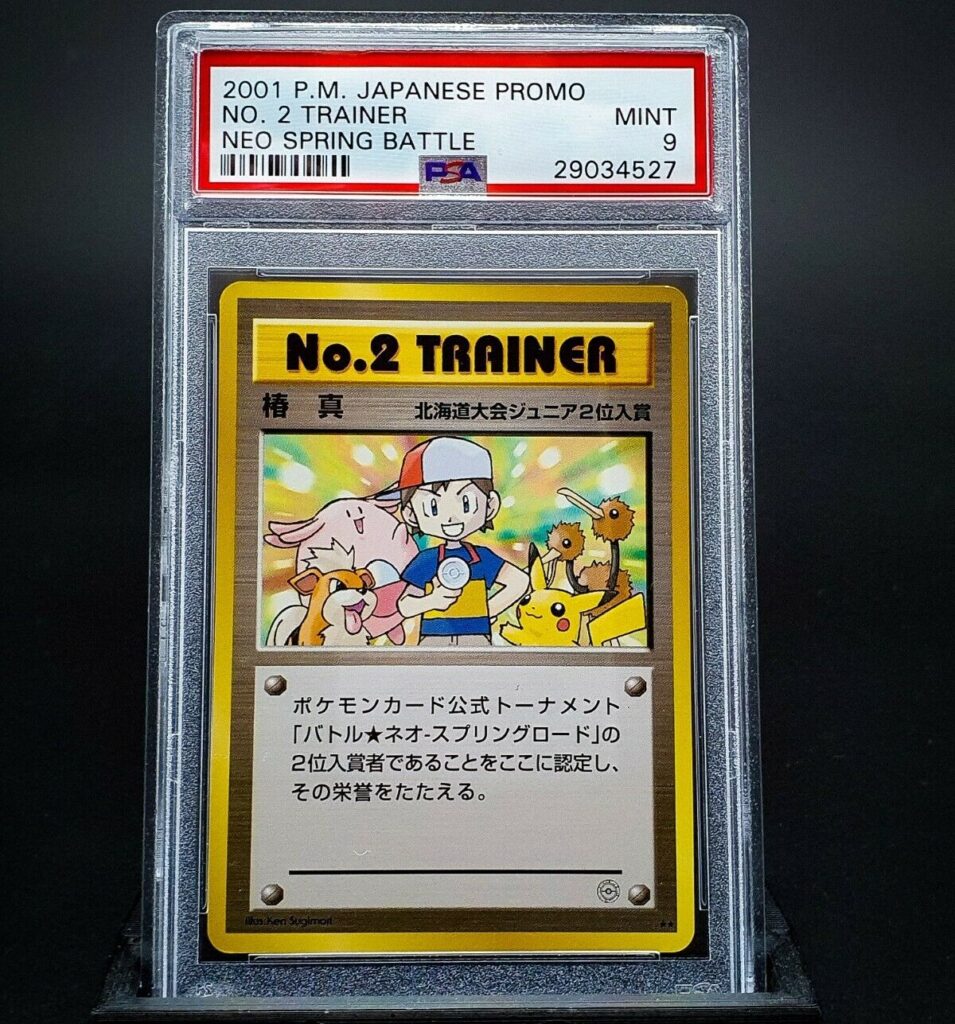 2001 P.M. JAPANESE PROMO
NO. 2 TRAINER MINT
NEO SPRING BATTLE 9
PSA 29034527
No.2 TRAINER
椿 真 北海道大会ジュニア2位入賞
ポケモンカード公式トーナメント
「バトル★ネオ-スプリングロード」の
2位入賞者であることをここに認定し、
その栄誉をたたえる。
Illus. Ken Sugimori
★★